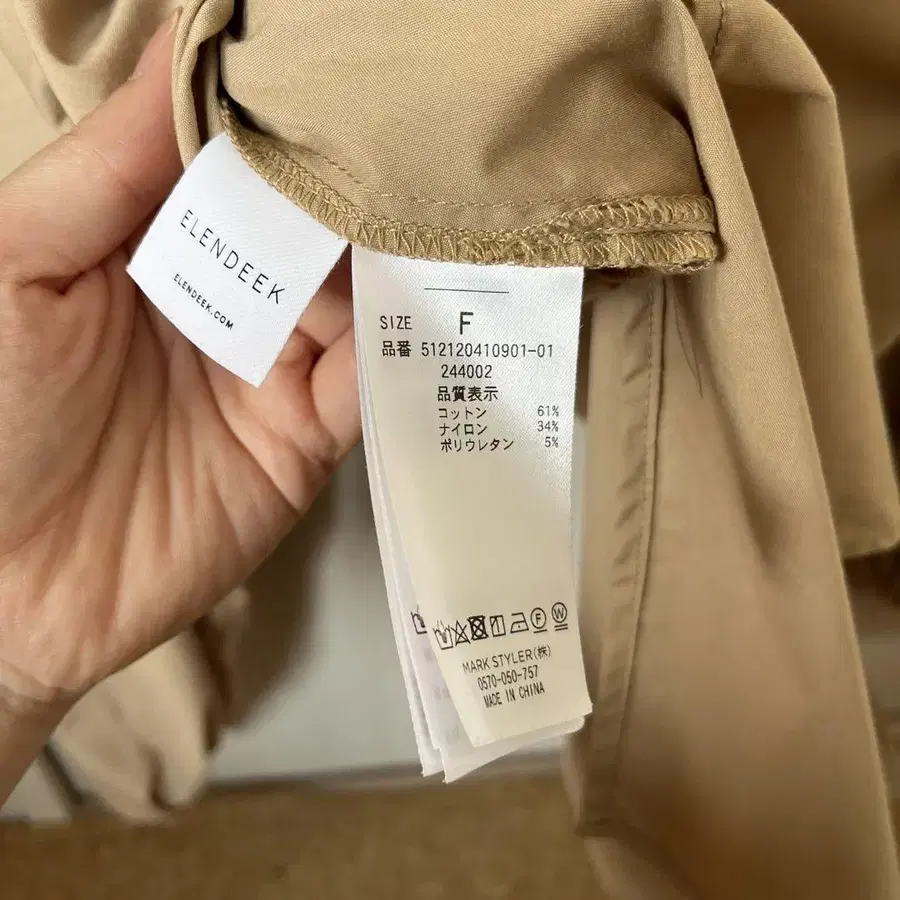 ELENDEEK
ELENDEEK.COM
SIZE F
品番 512120410901-01
244002
品質表示
コットン 61%
ナイロン 34%
ポリウレタン 5%
F W
MARK STYLER(株)
0570-050-757
MADE IN CHINA